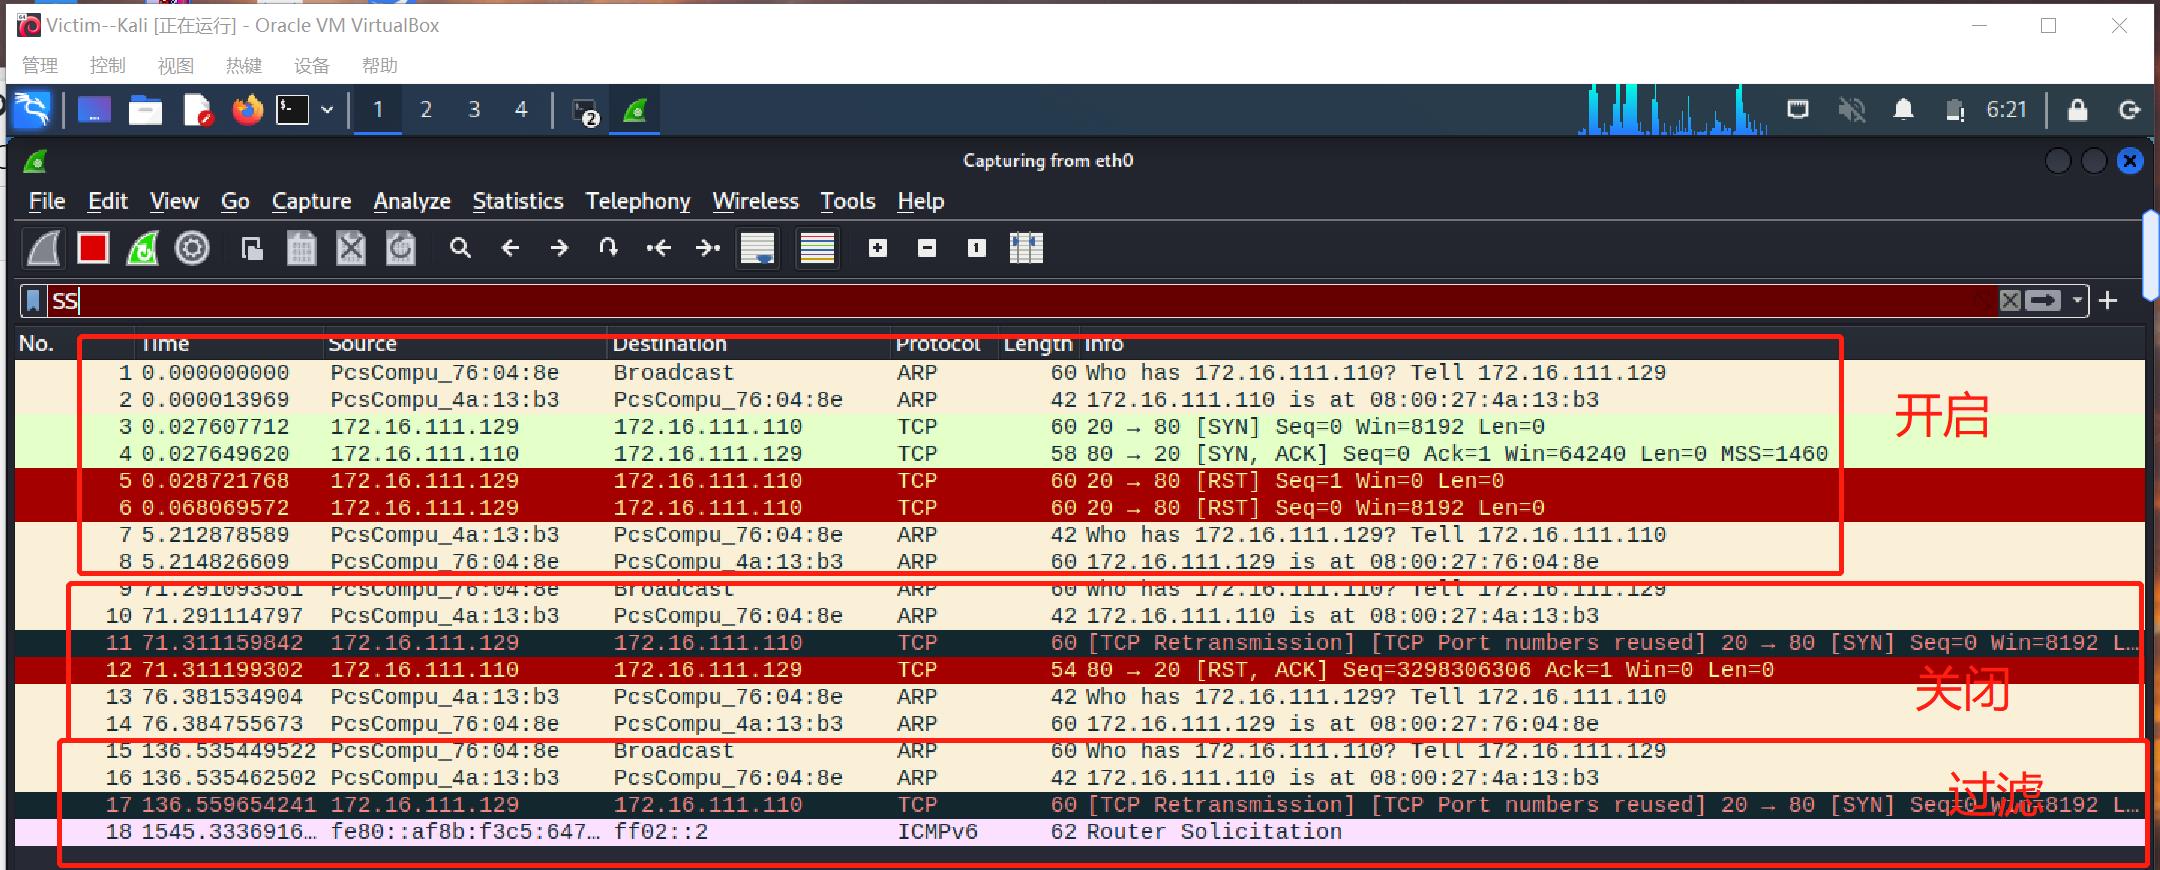 Victim--Kali [正在运行] - Oracle VM VirtualBox
管理 控制 视图 热键 设备 帮助
1 2 3 4 2 6:21
Capturing from eth0
File Edit View Go Capture Analyze Statistics Telephony Wireless Tools Help
SS
No. Time Source Destination Protocol Length Info
1 0.000000000 PcsCompu_76:04:8e Broadcast ARP 60 Who has 172.16.111.110? Tell 172.16.111.129
2 0.000013969 PcsCompu_4a:13:b3 PcsCompu_76:04:8e ARP 42 172.16.111.110 is at 08:00:27:4a:13:b3
开启
3 0.027607712 172.16.111.129 172.16.111.110 TCP 60 20 → 80 [SYN] Seq=0 Win=8192 Len=0
4 0.027649620 172.16.111.110 172.16.111.129 TCP 58 80 → 20 [SYN, ACK] Seq=0 Ack=1 Win=64240 Len=0 MSS=1460
5 0.028721768 172.16.111.129 172.16.111.110 TCP 60 20 → 80 [RST] Seq=1 Win=0 Len=0
6 0.068069572 172.16.111.129 172.16.111.110 TCP 60 20 → 80 [RST] Seq=0 Win=8192 Len=0
7 5.212878589 PcsCompu_4a:13:b3 PcsCompu_76:04:8e ARP 42 Who has 172.16.111.129? Tell 172.16.111.110
8 5.214826609 PcsCompu_76:04:8e PcsCompu_4a:13:b3 ARP 60 172.16.111.129 is at 08:00:27:76:04:8e
9 71.291093561 PcsCompu_76:04:8e Broadcast ARP 60 Who has 172.16.111.110? Tell 172.16.111.129
10 71.291114797 PcsCompu_4a:13:b3 PcsCompu_76:04:8e ARP 42 172.16.111.110 is at 08:00:27:4a:13:b3
11 71.311159842 172.16.111.129 172.16.111.110 TCP 60 [TCP Retransmission] [TCP Port numbers reused] 20 → 80 [SYN] Seq=0 Win=8192 L…
12 71.311199302 172.16.111.110 172.16.111.129 TCP 54 80 → 20 [RST, ACK] Seq=3298306306 Ack=1 Win=0 Len=0
关闭
13 76.381534904 PcsCompu_4a:13:b3 PcsCompu_76:04:8e ARP 42 Who has 172.16.111.129? Tell 172.16.111.110
14 76.384755673 PcsCompu_76:04:8e PcsCompu_4a:13:b3 ARP 60 172.16.111.129 is at 08:00:27:76:04:8e
15 136.535449522 PcsCompu_76:04:8e Broadcast ARP 60 Who has 172.16.111.110? Tell 172.16.111.129
16 136.535462502 PcsCompu_4a:13:b3 PcsCompu_76:04:8e ARP 42 172.16.111.110 is at 08:00:27:4a:13:b3
过滤
17 136.559654241 172.16.111.129 172.16.111.110 TCP 60 [TCP Retransmission] [TCP Port numbers reused] 20 → 80 [SYN] Seq=0 Win=8192 L…
18 1545.3336916… fe80::af8b:f3c5:647… ff02::2 ICMPv6 62 Router Solicitation